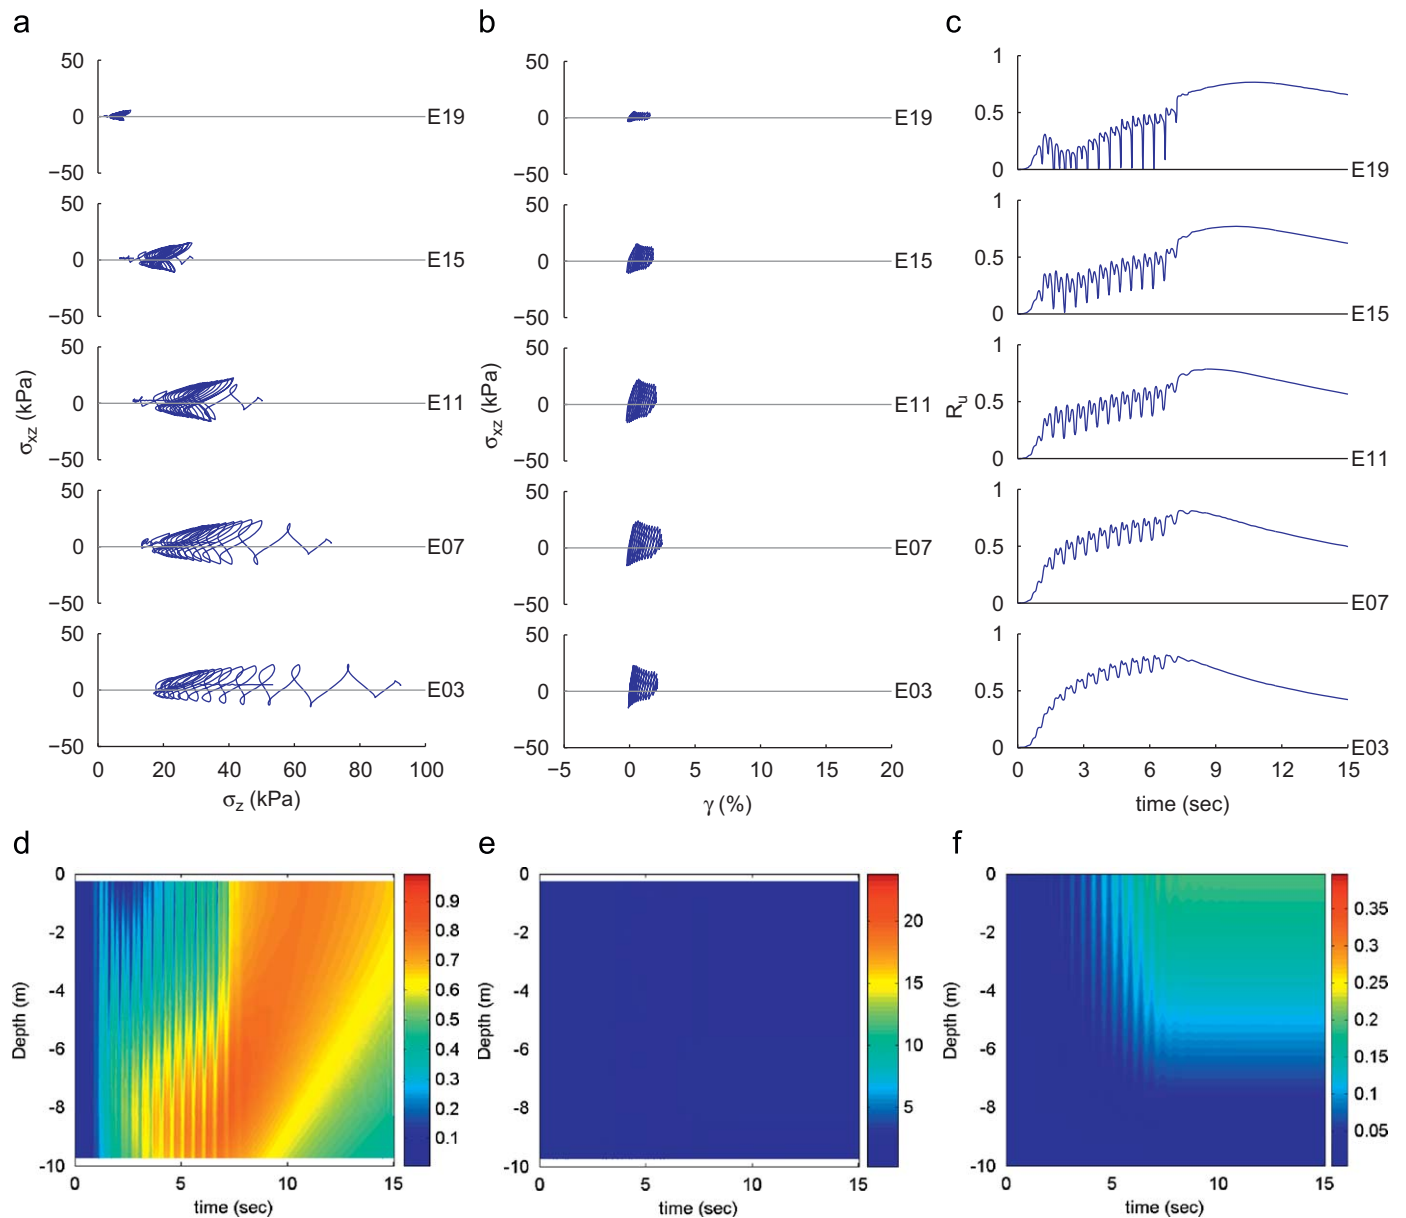 a
b
c
50
0
−50
E19
50
0
−50
E15
50
0
−50
E11
50
0
−50
E07
50
0
−50
E03
σxz (kPa)
0 20 40 60 80 100
σz (kPa)
50
0
−50
E19
50
0
−50
E15
50
0
−50
E11
50
0
−50
E07
50
0
−50
E03
σxz (kPa)
−5 0 5 10 15 20
γ (%)
1
0.5
0
E19
1
0.5
0
E15
1
0.5
0
E11
1
0.5
0
E07
1
0.5
0
E03
Ru
0 3 6 9 12 15
time (sec)
d
e
f
0
-2
-4
-6
-8
-10
Depth (m)
0 5 10 15
time (sec)
0.9
0.8
0.7
0.6
0.5
0.4
0.3
0.2
0.1
0
-2
-4
-6
-8
-10
Depth (m)
0 5 10 15
time (sec)
20
15
10
5
0
-2
-4
-6
-8
-10
Depth (m)
0 5 10 15
time (sec)
0.35
0.3
0.25
0.2
0.15
0.1
0.05